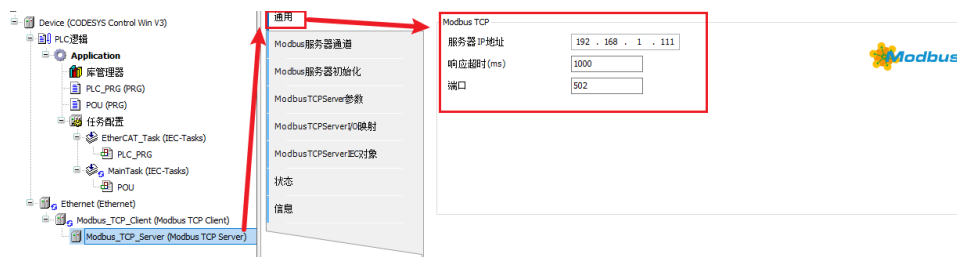 Device (CODESYS Control Win V3)
PLC逻辑
Application
库管理器
PLC_PRG (PRG)
POU (PRG)
任务配置
EtherCAT_Task (IEC-Tasks)
PLC_PRG
MainTask (IEC-Tasks)
POU
Ethernet (Ethernet)
Modbus_TCP_Client (Modbus TCP Client)
Modbus_TCP_Server (Modbus TCP Server)
通用
Modbus服务器通道
Modbus服务器初始化
ModbusTCPServer参数
ModbusTCPServerI/O映射
ModbusTCPServerIEC对象
状态
信息
Modbus TCP
服务器IP地址 192 . 168 . 1 . 111
响应超时(ms) 1000
端口 502
Modbus